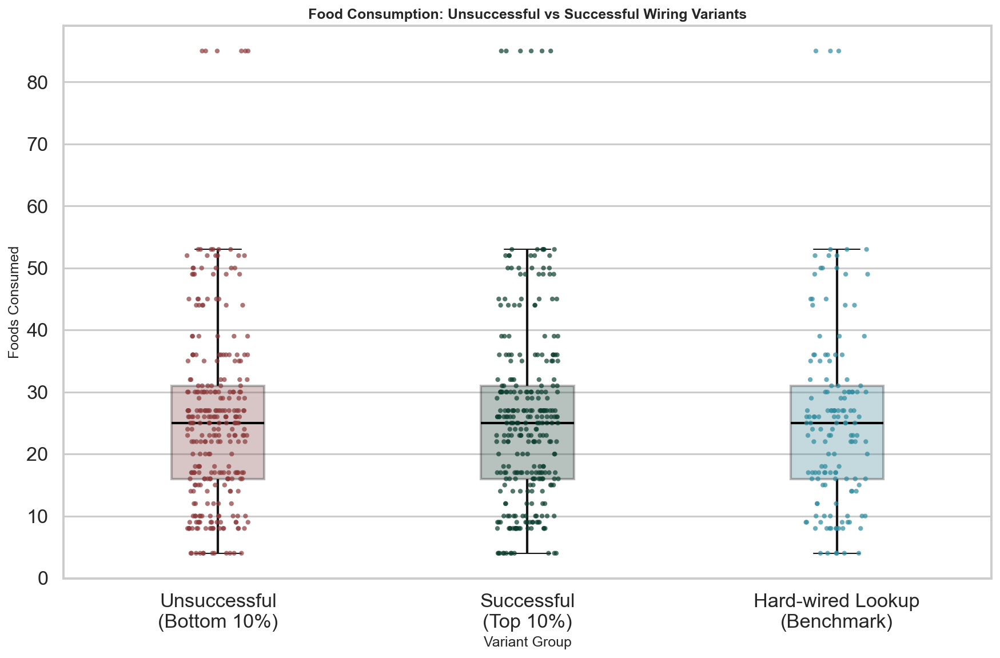 Food Consumption: Unsuccessful vs Successful Wiring Variants
Foods Consumed
80
70
60
50
40
30
20
10
0
Unsuccessful
(Bottom 10%)
Successful
(Top 10%)
Hard-wired Lookup
(Benchmark)
Variant Group